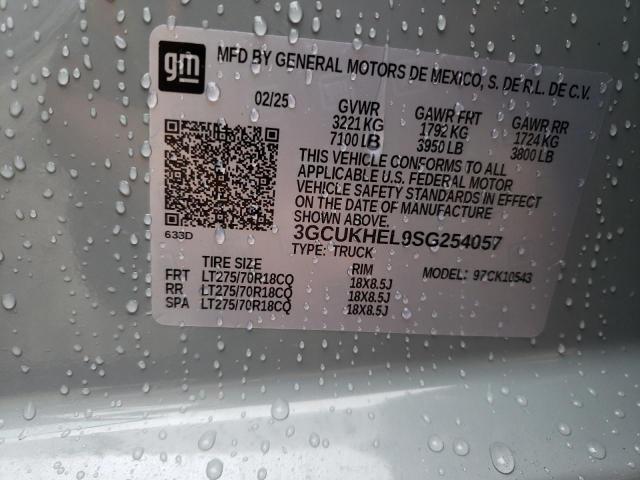 gm
MFD BY GENERAL MOTORS DE MEXICO, S. DE R.L. DE C.V.
02/25 GVWR GAWR FRT GAWR RR
3221 KG 1792 KG 1724 KG
7100 LB 3950 LB 3800 LB
THIS VEHICLE CONFORMS TO ALL
APPLICABLE U.S. FEDERAL MOTOR
VEHICLE SAFETY STANDARDS IN EFFECT
ON THE DATE OF MANUFACTURE
SHOWN ABOVE.
633D 3GCUKHEL9SG254057
TYPE: TRUCK
TIRE SIZE RIM MODEL: 97CK10543
FRT LT275/70R18CQ 18X8.5J
RR LT275/70R18CQ 18X8.5J
SPA LT275/70R18CQ 18X8.5J